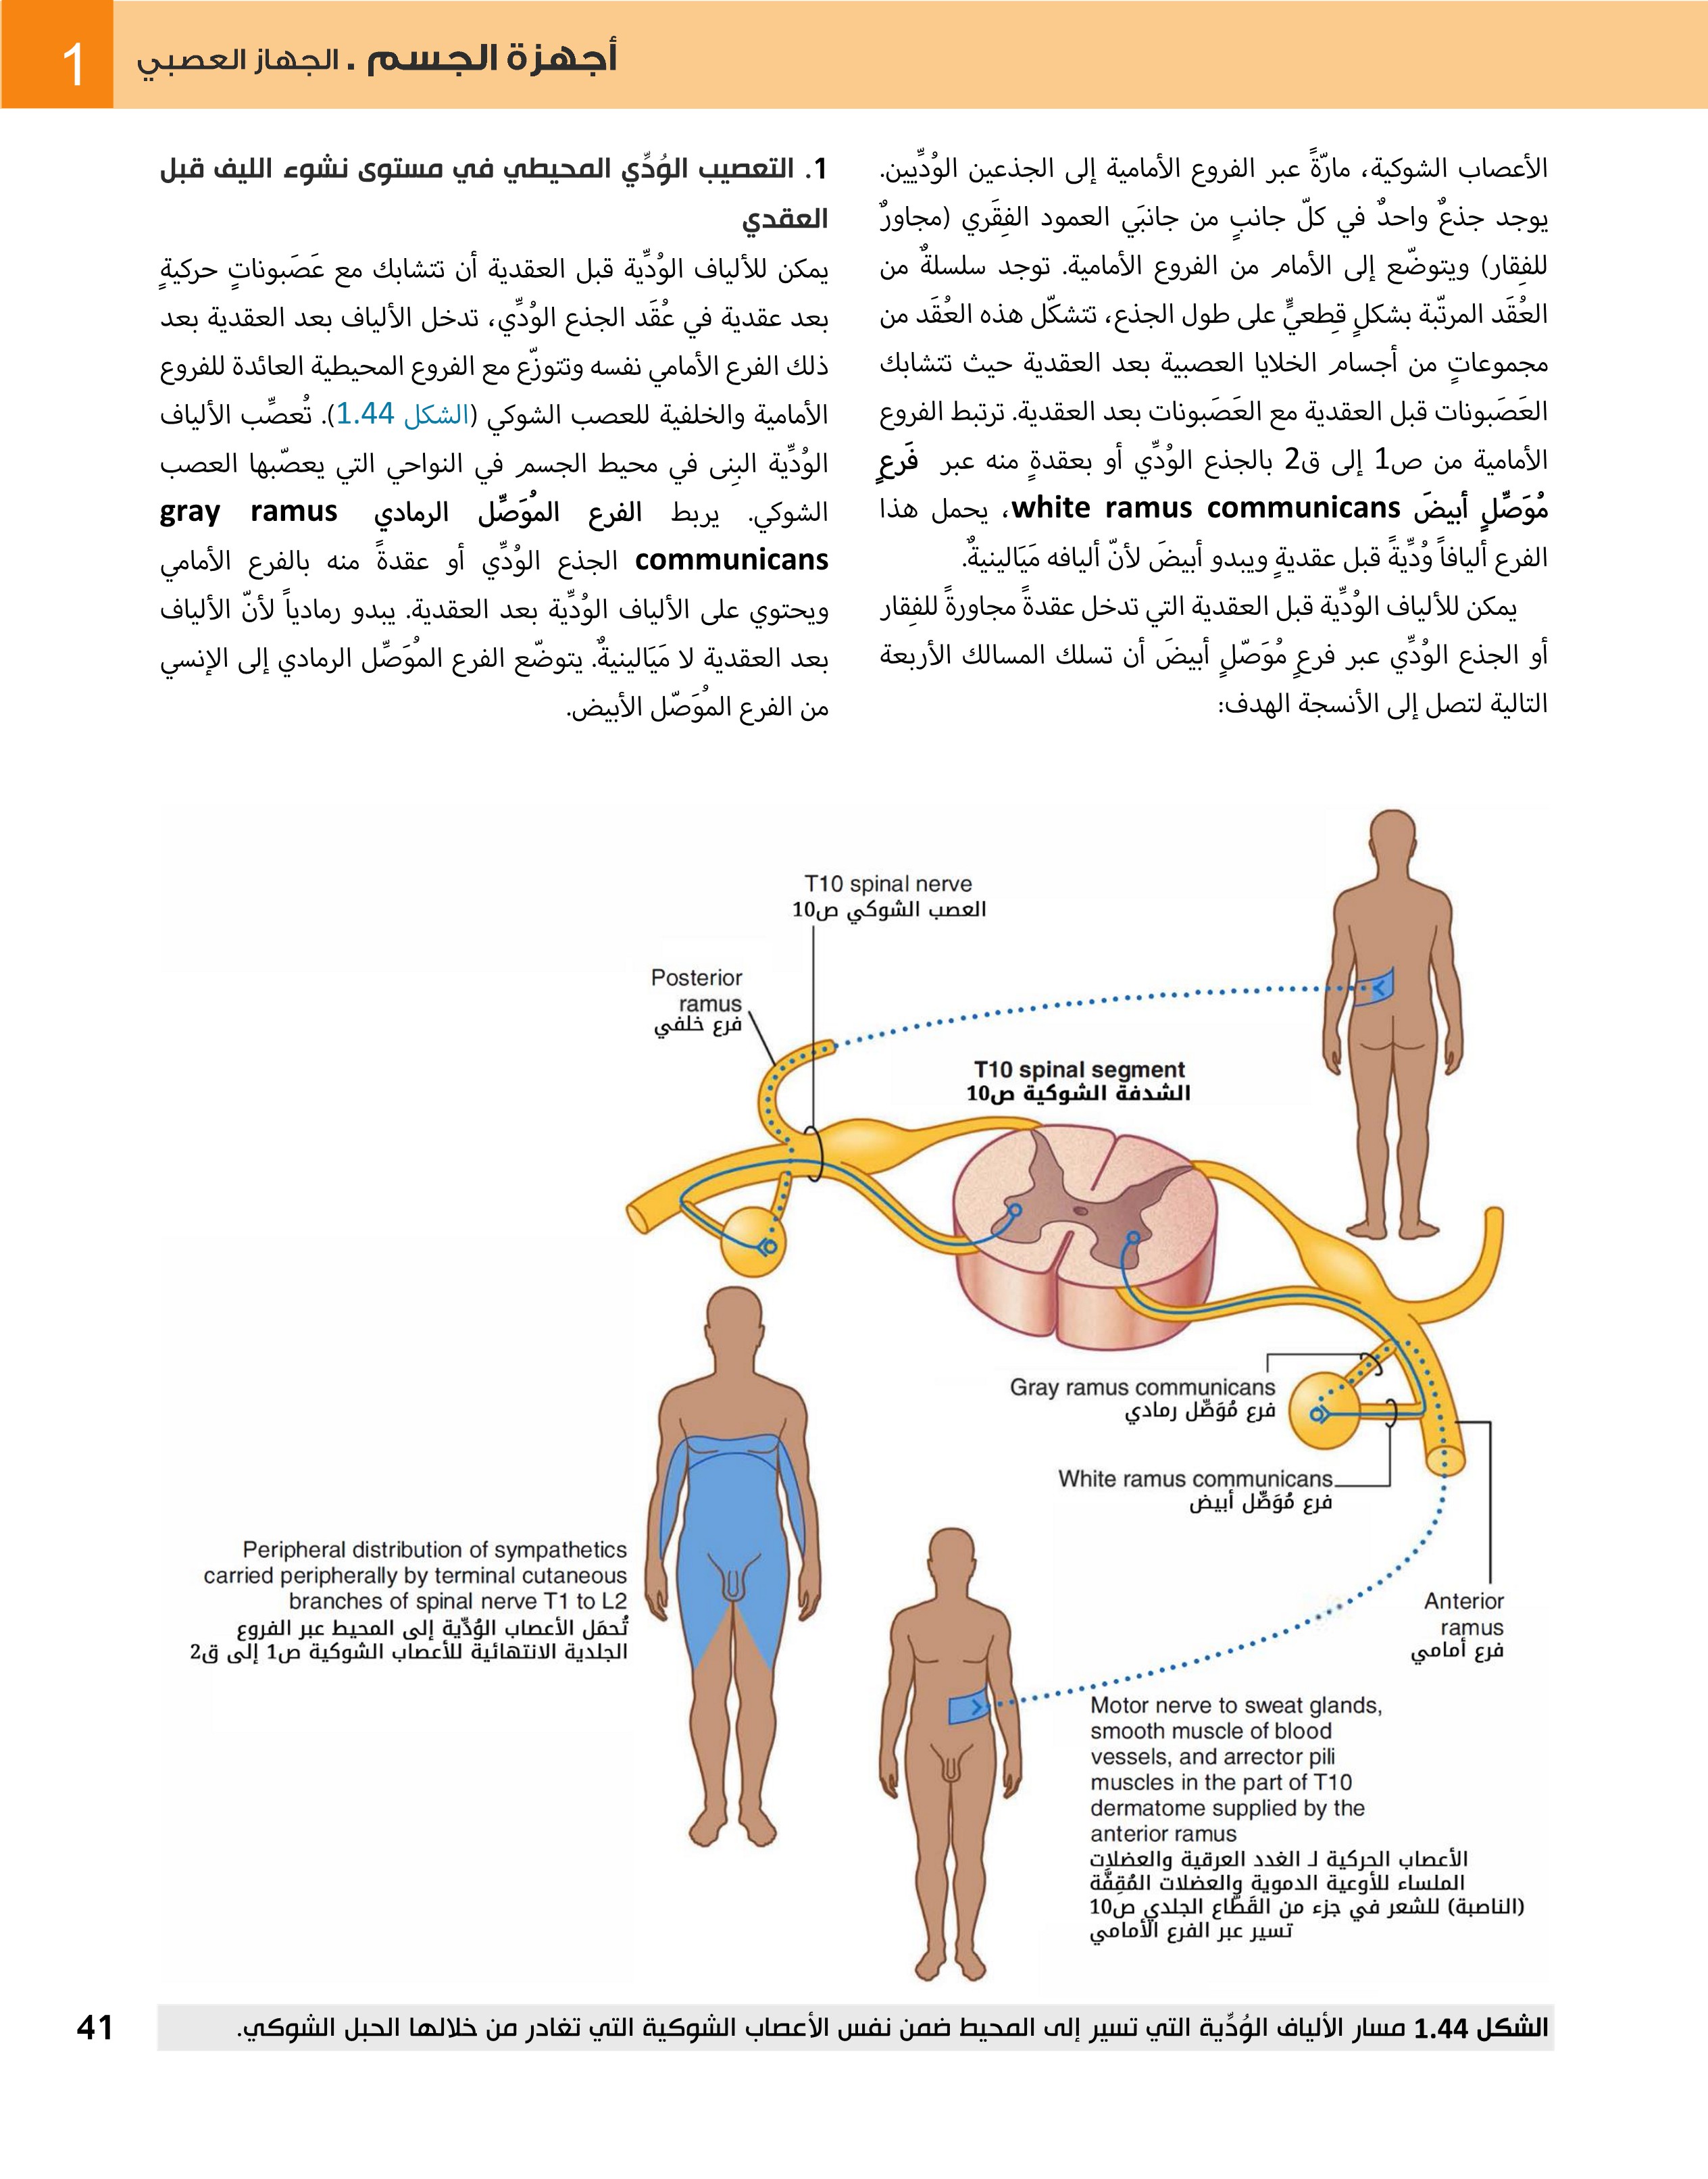 أجهزة الجسم . الجهاز العصبي
1
الأعصاب الشوكية، مارّةً عبر الفروع الأمامية إلى الجذعين الوُدِّيين.
يوجد جذعٌ واحدٌ في كلّ جانبٍ من جانبَي العمود الفِقَري (مجاورٌ
للفِقار) ويتوضّع إلى الأمام من الفروع الأمامية. توجد سلسلةٌ من
العُقَد المرتّبة بشكلٍ قِطعيٍّ على طول الجذع، تتشكّل هذه العُقَد من
مجموعاتٍ من أجسام الخلايا العصبية بعد العقدية حيث تتشابك
العَصَبونات قبل العقدية مع العَصَبونات بعد العقدية. ترتبط الفروع
الأمامية من ص1 إلى ق2 بالجذع الوُدِّي أو بعقدةٍ منه عبر فَرعٍ
مُوَصِّلٍ أبيضَ white ramus communicans، يحمل هذا
الفرع أليافاً وُدِّيةً قبل عقديةٍ ويبدو أبيضَ لأنّ أليافه مَيَالينيةٌ.
يمكن للألياف الوُدِّية قبل العقدية التي تدخل عقدةً مجاورةً للفِقار
أو الجذع الوُدِّي عبر فرعٍ مُوَصّلٍ أبيضَ أن تسلك المسالك الأربعة
التالية لتصل إلى الأنسجة الهدف:
1. التعصيب الوُدِّي المحيطي في مستوى نشوء الليف قبل
العقدي
يمكن للألياف الوُدِّية قبل العقدية أن تتشابك مع عَصَبوناتٍ حركيةٍ
بعد عقدية في عُقَد الجذع الوُدِّي، تدخل الألياف بعد العقدية بعد
ذلك الفرع الأمامي نفسه وتتوزّع مع الفروع المحيطية العائدة للفروع
الأمامية والخلفية للعصب الشوكي (الشكل 1.44). تُعصِّب الألياف
الوُدِّية البِنى في محيط الجسم في النواحي التي يعصّبها العصب
الشوكي. يربط الفرع المُوَصِّل الرمادي gray ramus
communicans الجذع الوُدِّي أو عقدةً منه بالفرع الأمامي
ويحتوي على الألياف الوُدِّية بعد العقدية. يبدو رمادياً لأنّ الألياف
بعد العقدية لا مَيَالينيةٌ. يتوضّع الفرع المُوَصِّل الرمادي إلى الإنسي
من الفرع المُوَصّل الأبيض.
T10 spinal nerve
العصب الشوكي ص10
Posterior
ramus
فرع خلفي
T10 spinal segment
الشدفة الشوكية ص10
Gray ramus communicans
فرع مُوَصِّل رمادي
White ramus communicans
فرع مُوَصِّل أبيض
Peripheral distribution of sympathetics
carried peripherally by terminal cutaneous
branches of spinal nerve T1 to L2
تُحمَل الأعصاب الوُدِّية إلى المحيط عبر الفروع
الجلدية الانتهائية للأعصاب الشوكية ص1 إلى ق2
Anterior
ramus
فرع أمامي
Motor nerve to sweat glands,
smooth muscle of blood
vessels, and arrector pili
muscles in the part of T10
dermatome supplied by the
anterior ramus
الأعصاب الحركية لـ الغدد العرقية والعضلات
الملساء للأوعية الدموية والعضلات المُقِفَّة
(الناصبة) للشعر في جزء من القَطّاع الجلدي ص10
تسير عبر الفرع الأمامي
الشكل 1.44 مسار الألياف الوُدِّية التي تسير إلى المحيط ضمن نفس الأعصاب الشوكية التي تغادر من خلالها الحبل الشوكي.
41